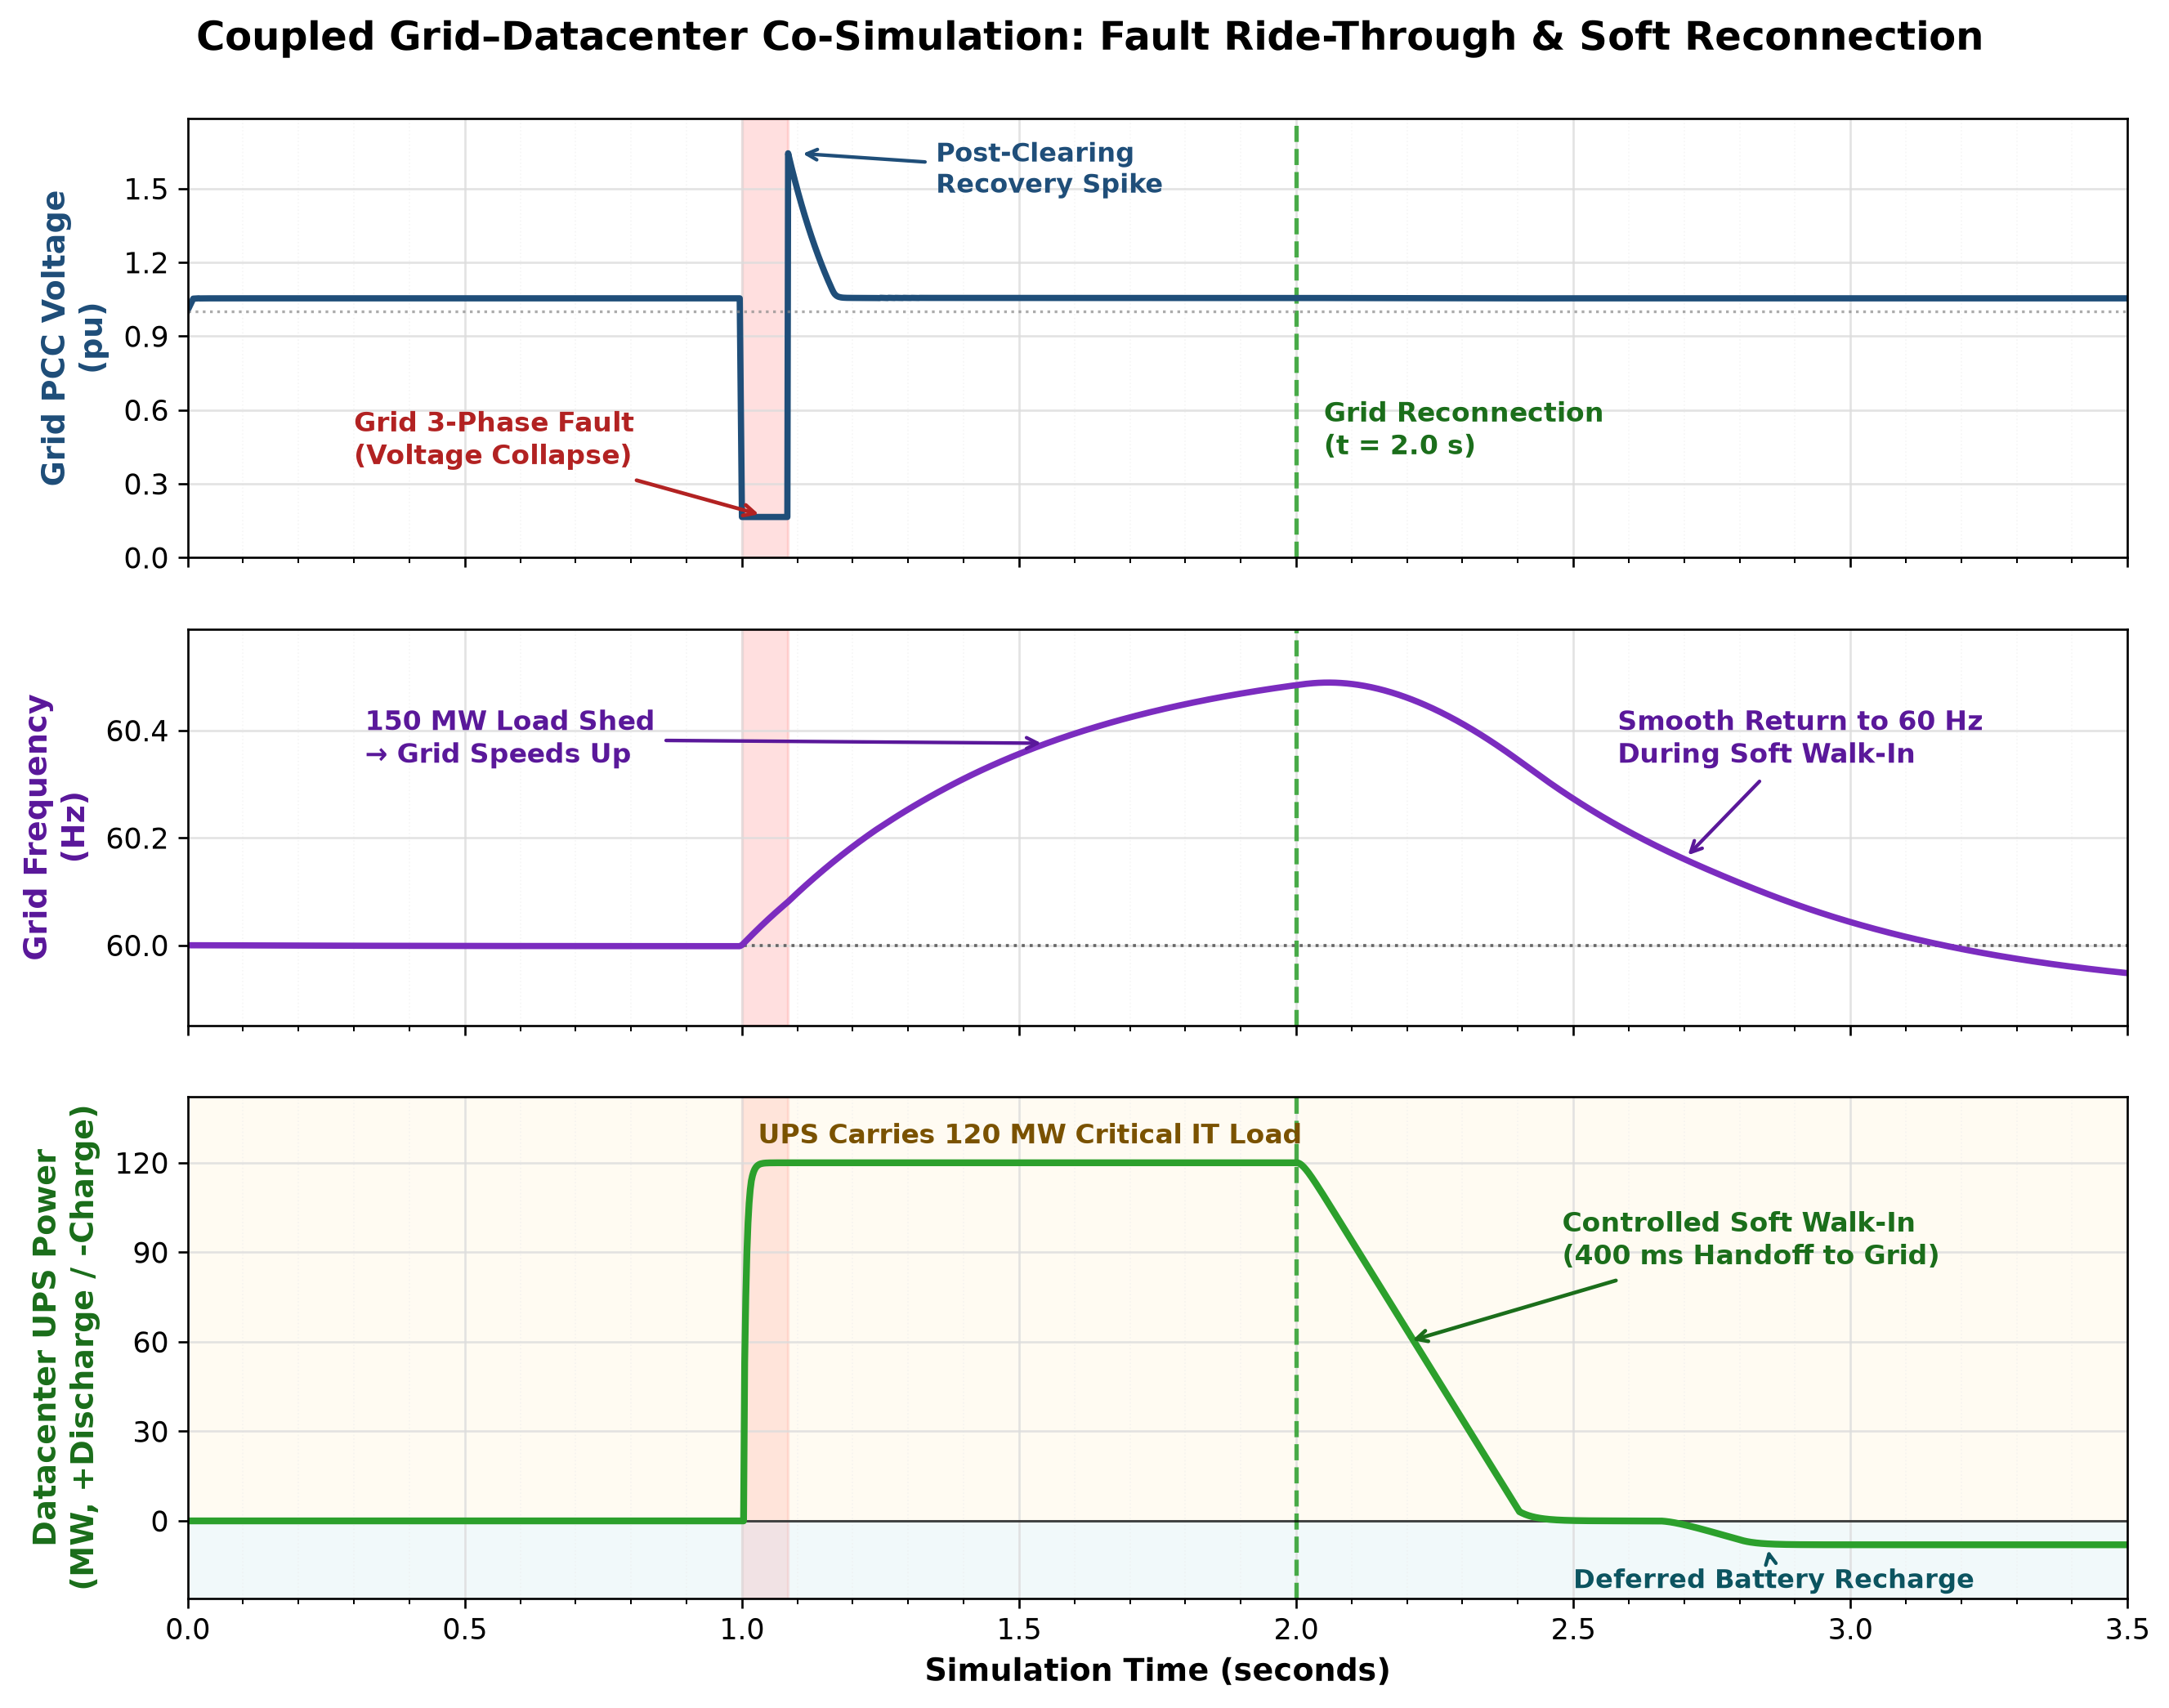 Coupled Grid–Datacenter Co-Simulation: Fault Ride-Through & Soft Reconnection
Grid PCC Voltage
(pu)
1.5
1.2
0.9
0.6
0.3
0.0
Post-Clearing
Recovery Spike
Grid 3-Phase Fault
(Voltage Collapse)
Grid Reconnection
(t = 2.0 s)
Grid Frequency
(Hz)
60.4
60.2
60.0
150 MW Load Shed
→ Grid Speeds Up
Smooth Return to 60 Hz
During Soft Walk-In
Datacenter UPS Power
(MW, +Discharge / -Charge)
120
90
60
30
0
UPS Carries 120 MW Critical IT Load
Controlled Soft Walk-In
(400 ms Handoff to Grid)
Deferred Battery Recharge
0.0 0.5 1.0 1.5 2.0 2.5 3.0 3.5
Simulation Time (seconds)